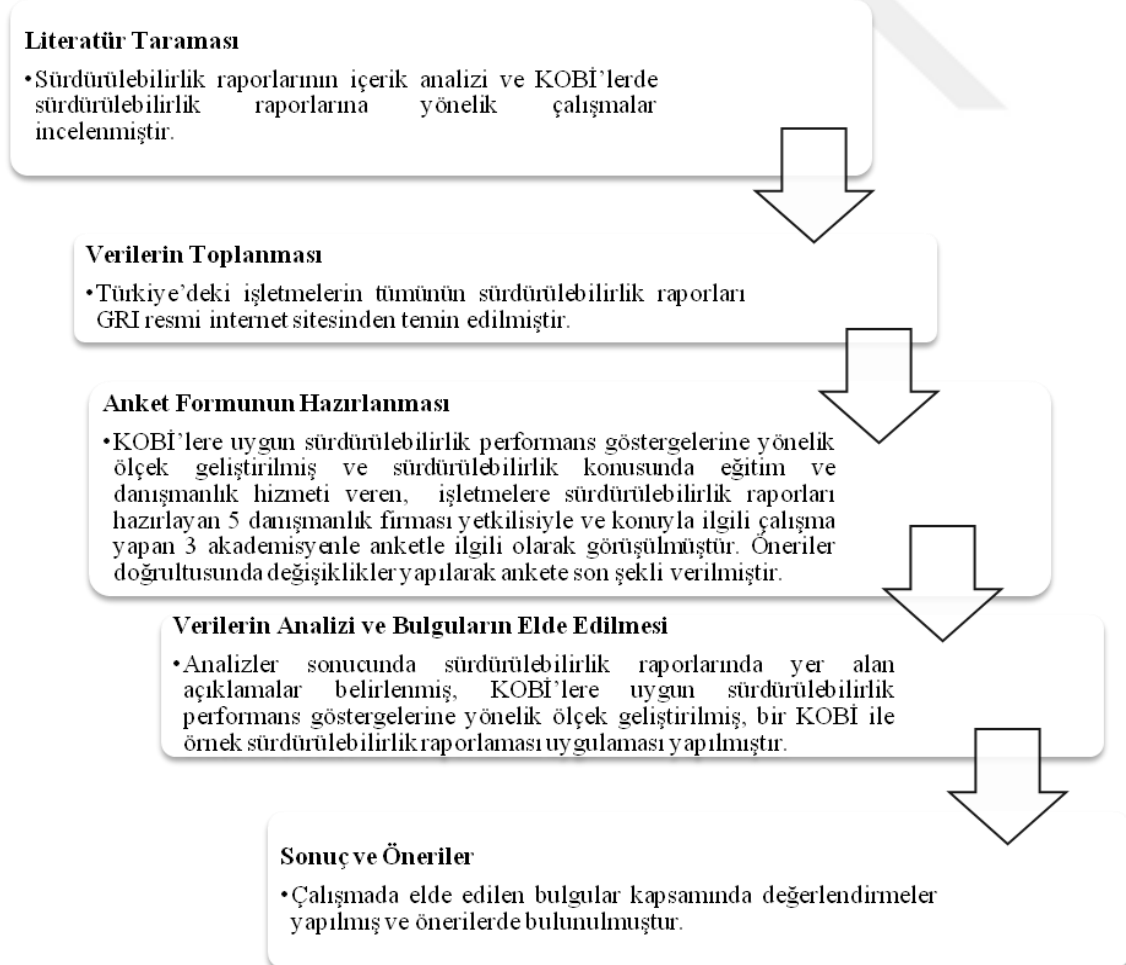 Literatür Taraması
•Sürdürülebilirlik raporlarının içerik analizi ve KOBİ’lerde
sürdürülebilirlik raporlarına yönelik çalışmalar
incelenmiştir.
Verilerin Toplanması
•Türkiye’deki işletmelerin tümünün sürdürülebilirlik raporları
GRI resmi internet sitesinden temin edilmiştir.
Anket Formunun Hazırlanması
•KOBİ’lere uygun sürdürülebilirlik performans göstergelerine yönelik
ölçek geliştirilmiş ve sürdürülebilirlik konusunda eğitim ve
danışmanlık hizmeti veren, işletmelere sürdürülebilirlik raporları
hazırlayan 5 danışmanlık firması yetkilisiyle ve konuyla ilgili çalışma
yapan 3 akademisyenle anketle ilgili olarak görüşülmüştür. Öneriler
doğrultusunda değişiklikler yapılarak ankete son şekli verilmiştir.
Verilerin Analizi ve Bulguların Elde Edilmesi
•Analizler sonucunda sürdürülebilirlik raporlarında yer alan
açıklamalar belirlenmiş, KOBİ’lere uygun sürdürülebilirlik
performans göstergelerine yönelik ölçek geliştirilmiş, bir KOBİ ile
örnek sürdürülebilirlik raporlaması uygulaması yapılmıştır.
Sonuç ve Öneriler
•Çalışmada elde edilen bulgular kapsamında değerlendirmeler
yapılmış ve önerilerde bulunulmuştur.